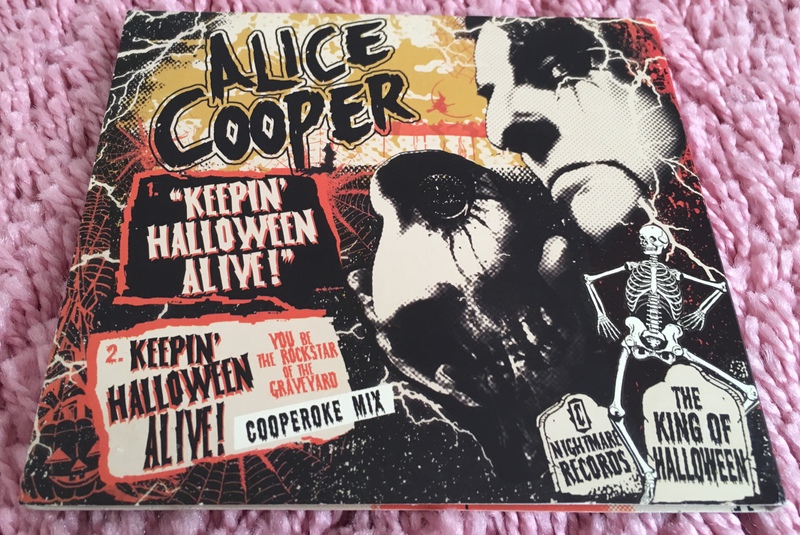 ALICE
COOPER
1.
"KEEPIN'
HALLOWEEN
ALIVE!"
2. KEEPIN'
HALLOWEEN
ALIVE!
YOU BE
THE ROCKSTAR
OF THE
GRAVEYARD
COOPEROKE MIX
NIGHTMARE
RECORDS
THE
KING OF
HALLOWEEN